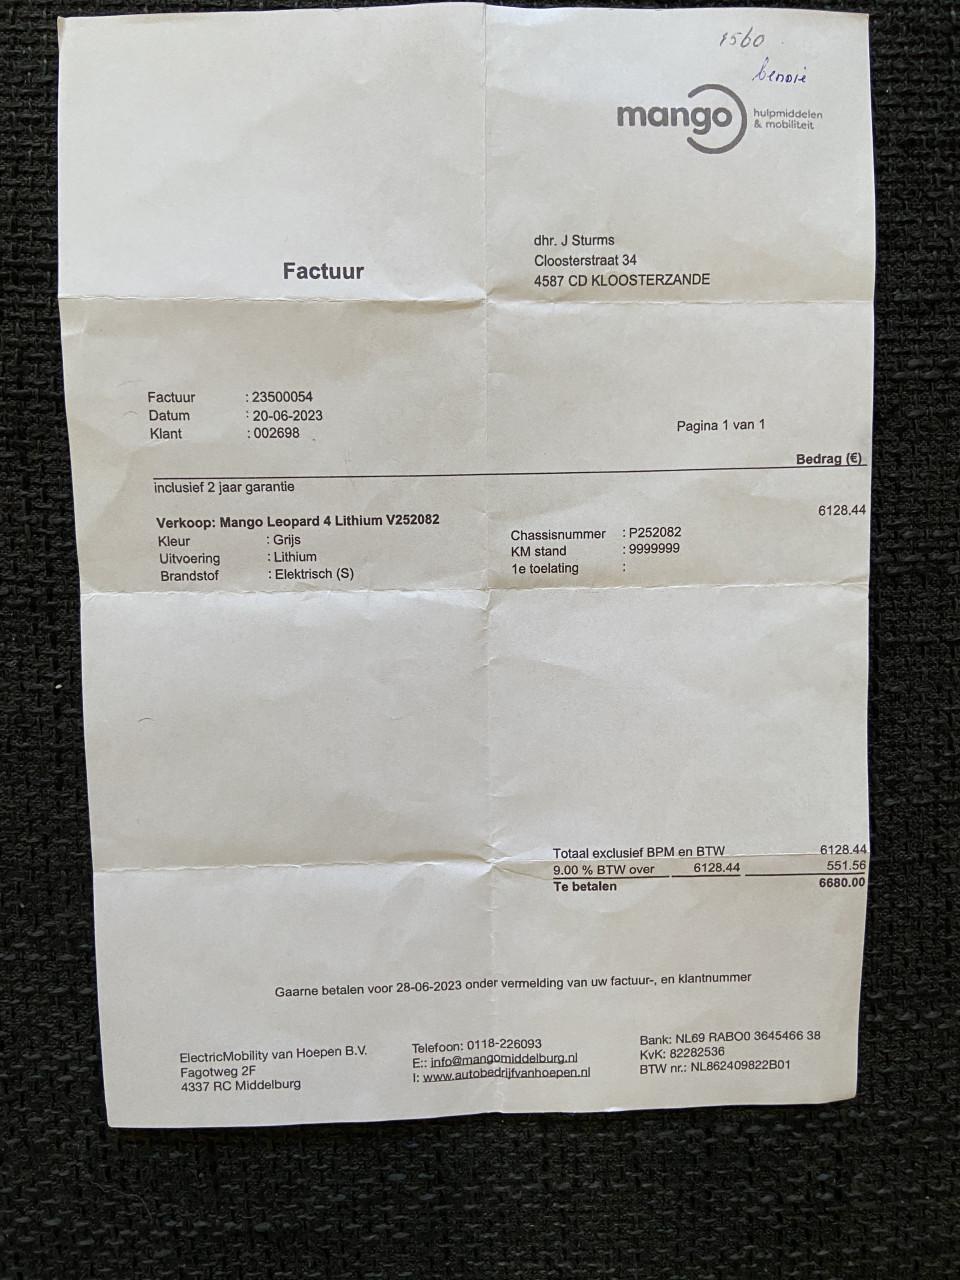 1560
benoie
mango
hulpmiddelen
& mobiliteit
dhr. J Sturms
Cloosterstraat 34
4587 CD KLOOSTERZANDE
Factuur
Factuur : 23500054
Datum : 20-06-2023
Klant : 002698
Pagina 1 van 1
Bedrag (€)
inclusief 2 jaar garantie
6128.44
Verkoop: Mango Leopard 4 Lithium V252082
Kleur : Grijs
Uitvoering : Lithium
Brandstof : Elektrisch (S)
Chassisnummer : P252082
KM stand : 9999999
1e toelating :
Totaal exclusief BPM en BTW 6128.44
9.00 % BTW over 6128.44 551.56
Te betalen 6680.00
Gaarne betalen voor 28-06-2023 onder vermelding van uw factuur-, en klantnummer
ElectricMobility van Hoepen B.V.
Fagotweg 2F
4337 RC Middelburg
Telefoon: 0118-226093
E:: info@mangomiddelburg.nl
I: www.autobedrijfvanhoepen.nl
Bank: NL69 RABO0 3645466 38
KvK: 82282536
BTW nr.: NL862409822B01